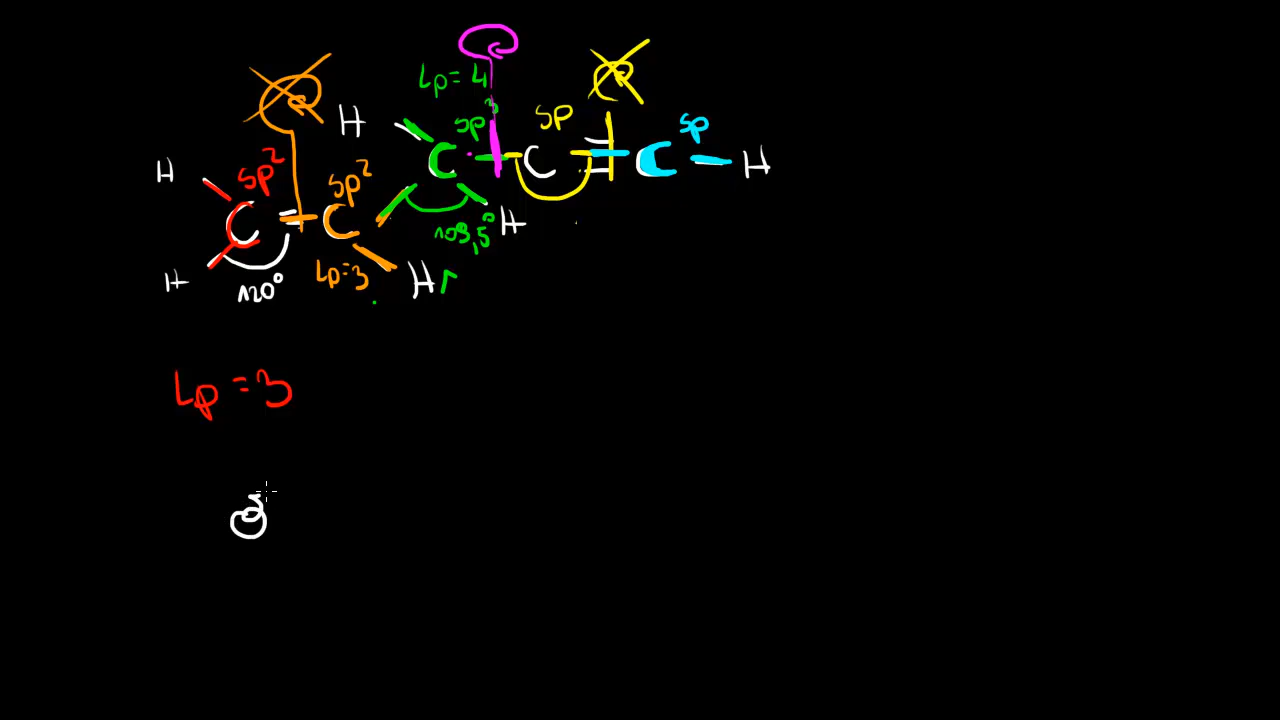 Lp = 4
H sp³ sp sp
H sp² sp² C C C H
C C 109,5° H
H 120° Lp=3 H
Lp = 3